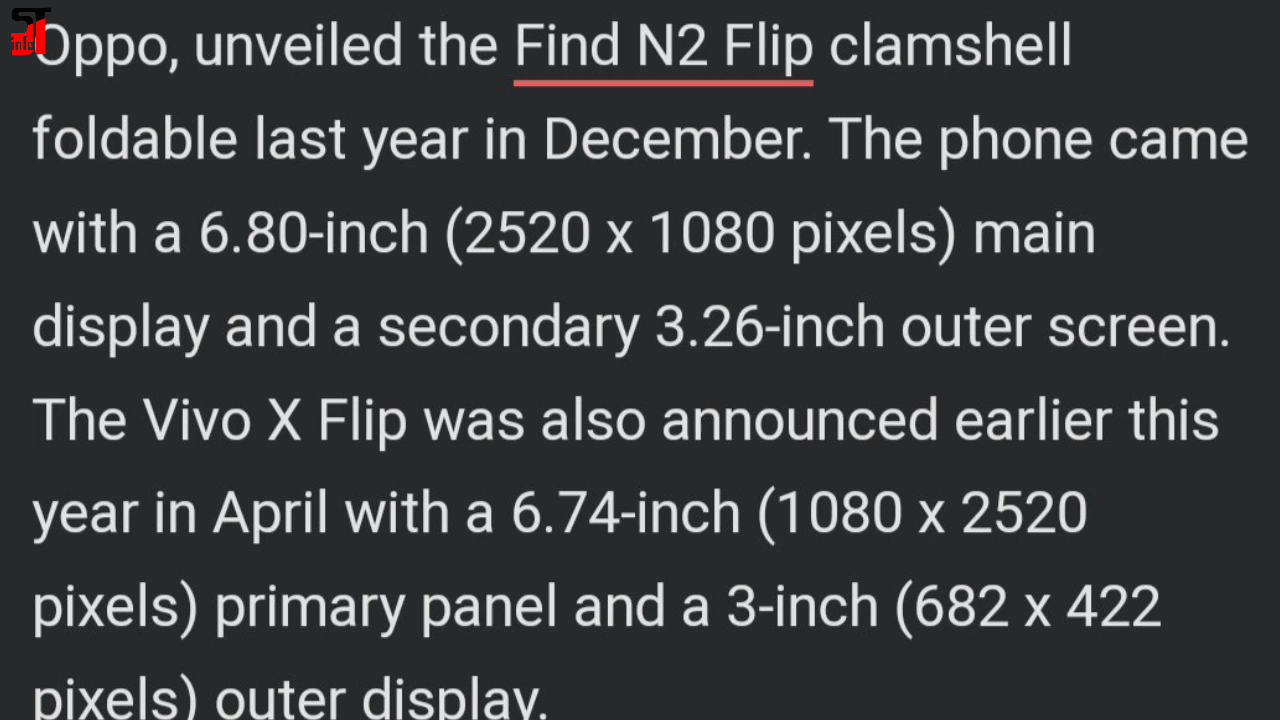 ST
info
Oppo, unveiled the Find N2 Flip clamshell
foldable last year in December. The phone came
with a 6.80-inch (2520 x 1080 pixels) main
display and a secondary 3.26-inch outer screen.
The Vivo X Flip was also announced earlier this
year in April with a 6.74-inch (1080 x 2520
pixels) primary panel and a 3-inch (682 x 422
pixels) outer display.